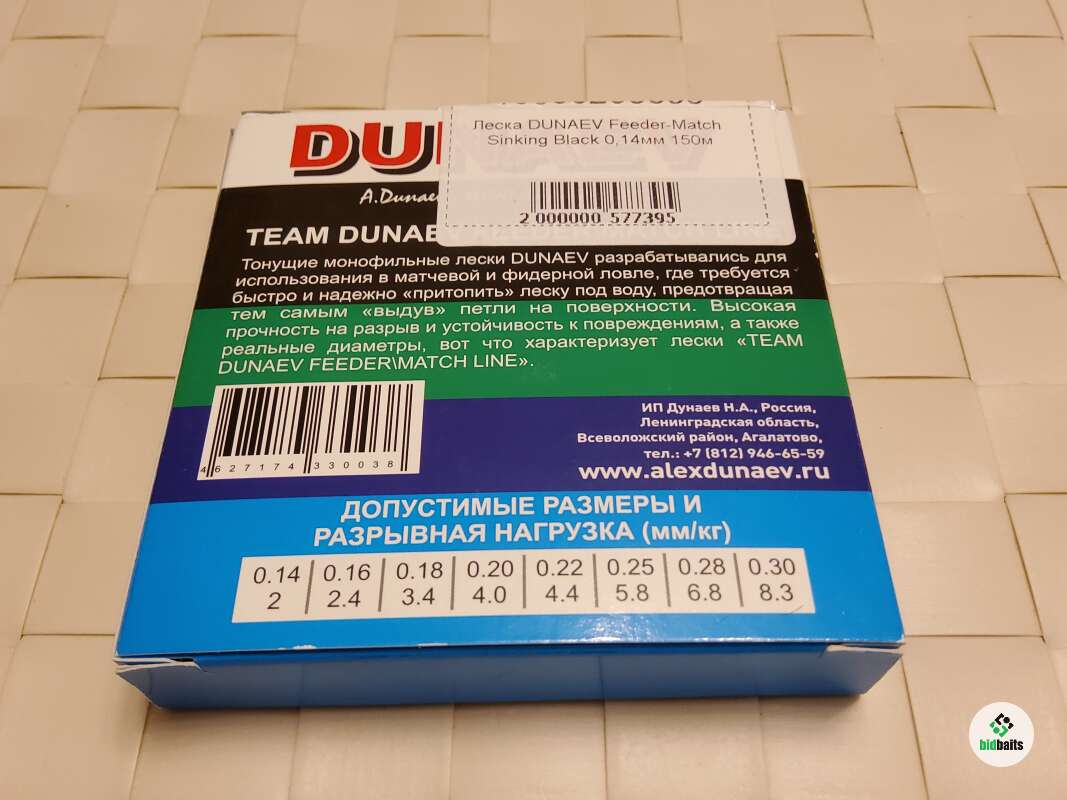 Леска DUNAEV Feeder-Match
Sinking Black 0,14мм 150м
2 000000 577395
TEAM
Тонущие монофильные лески DUNAEV разрабатывались для
использования в матчевой и фидерной ловле, где требуется
быстро и надежно «притопить» леску под воду, предотвращая
тем самым «выдув» петли на поверхности. Высокая
прочность на разрыв и устойчивость к повреждениям, а также
реальные диаметры, вот что характеризует лески «TEAM
DUNAEV FEEDER\MATCH LINE».
4 627174 330038
ИП Дунаев Н.А., Россия,
Ленинградская область,
Всеволожский район, Агалатово,
тел.: +7 (812) 946-65-59
www.alexdunaev.ru
ДОПУСТИМЫЕ РАЗМЕРЫ И
РАЗРЫВНАЯ НАГРУЗКА (мм/кг)
0.14 0.16 0.18 0.20 0.22 0.25 0.28 0.30
2 2.4 3.4 4.0 4.4 5.8 6.8 8.3
bidbaits